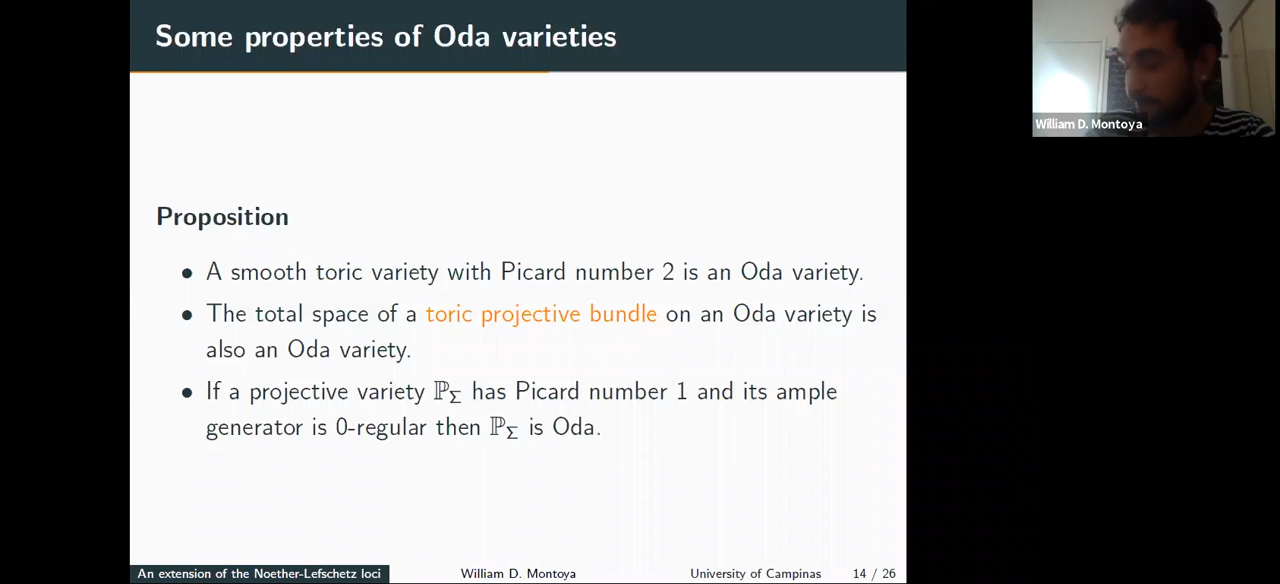 Some properties of Oda varieties
William D. Montoya
Proposition
• A smooth toric variety with Picard number 2 is an Oda variety.
• The total space of a toric projective bundle on an Oda variety is
also an Oda variety.
• If a projective variety ℙ_Σ has Picard number 1 and its ample
generator is 0-regular then ℙ_Σ is Oda.
An extension of the Noether-Lefschetz loci William D. Montoya University of Campinas 14 / 26